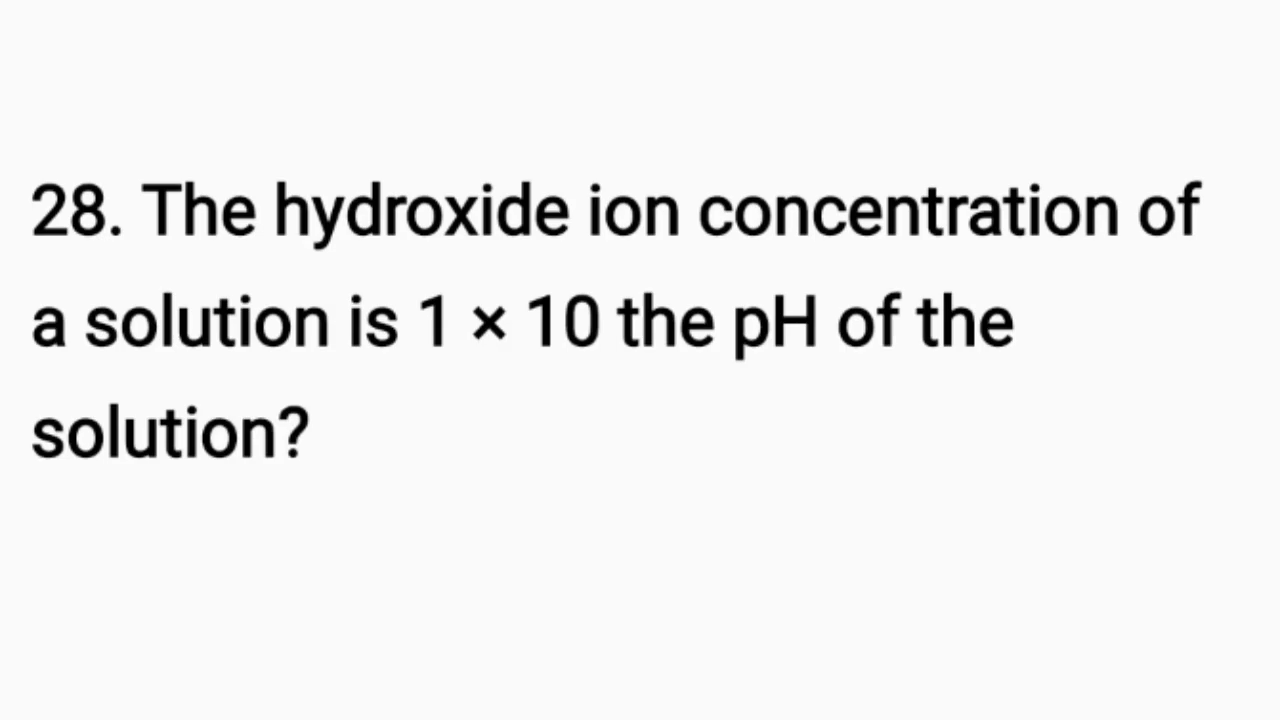 28. The hydroxide ion concentration of
a solution is 1 × 10 the pH of the
solution?